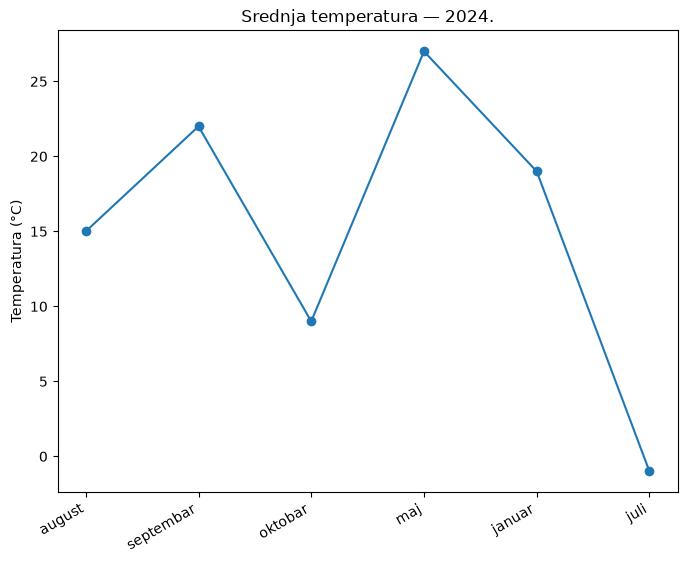 Srednja temperatura — 2024.
Temperatura (°C)
25
20
15
10
5
0
august
septembar
oktobar
maj
januar
juli